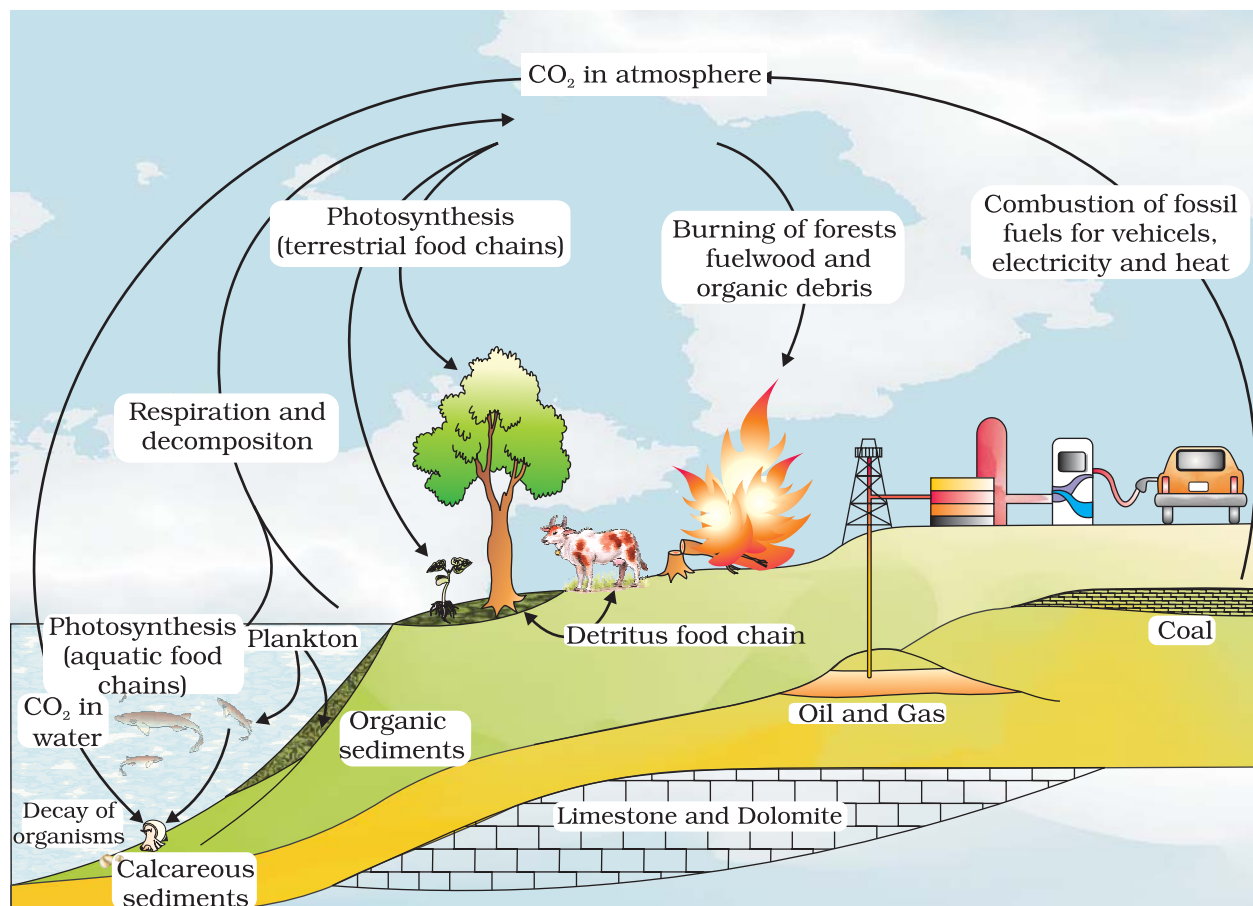 CO₂ in atmosphere
Photosynthesis
(terrestrial food chains)
Burning of forests
fuelwood and
organic debris
Combustion of fossil
fuels for vehicels,
electricity and heat
Respiration and
decompositon
Photosynthesis
(aquatic food
chains)
Plankton
Detritus food chain
Coal
CO₂ in
water
Organic
sediments
Oil and Gas
Decay of
organisms
Limestone and Dolomite
Calcareous
sediments